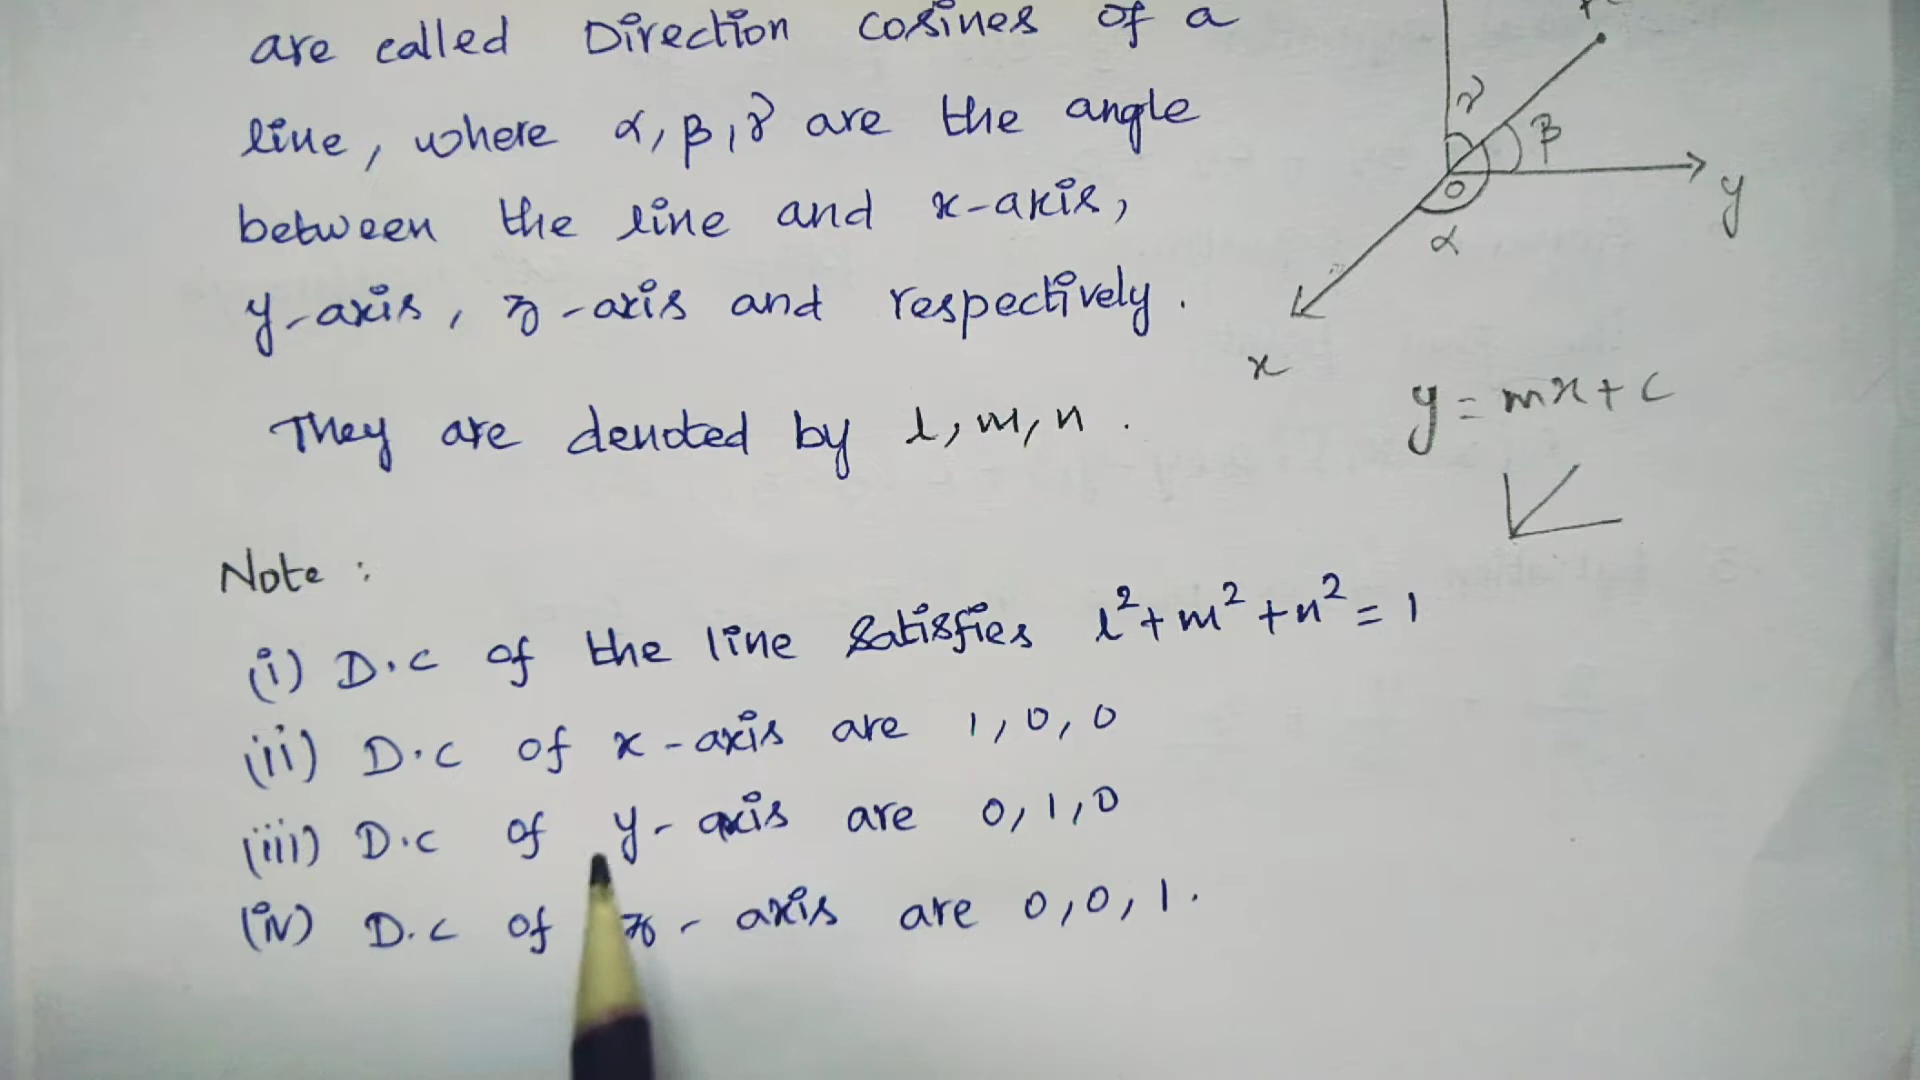 are called Direction cosines of a
line, where α, β, γ are the angle
between the line and x-axis,
y-axis, z-axis and respectively.
They are denoted by l, m, n.
γ
β
O
y
α
x
y = mx + c
Note :
(i) D.C of the line satisfies l² + m² + n² = 1
(ii) D.C of x-axis are 1, 0, 0
(iii) D.C of y-axis are 0, 1, 0
(iv) D.C of z-axis are 0, 0, 1.